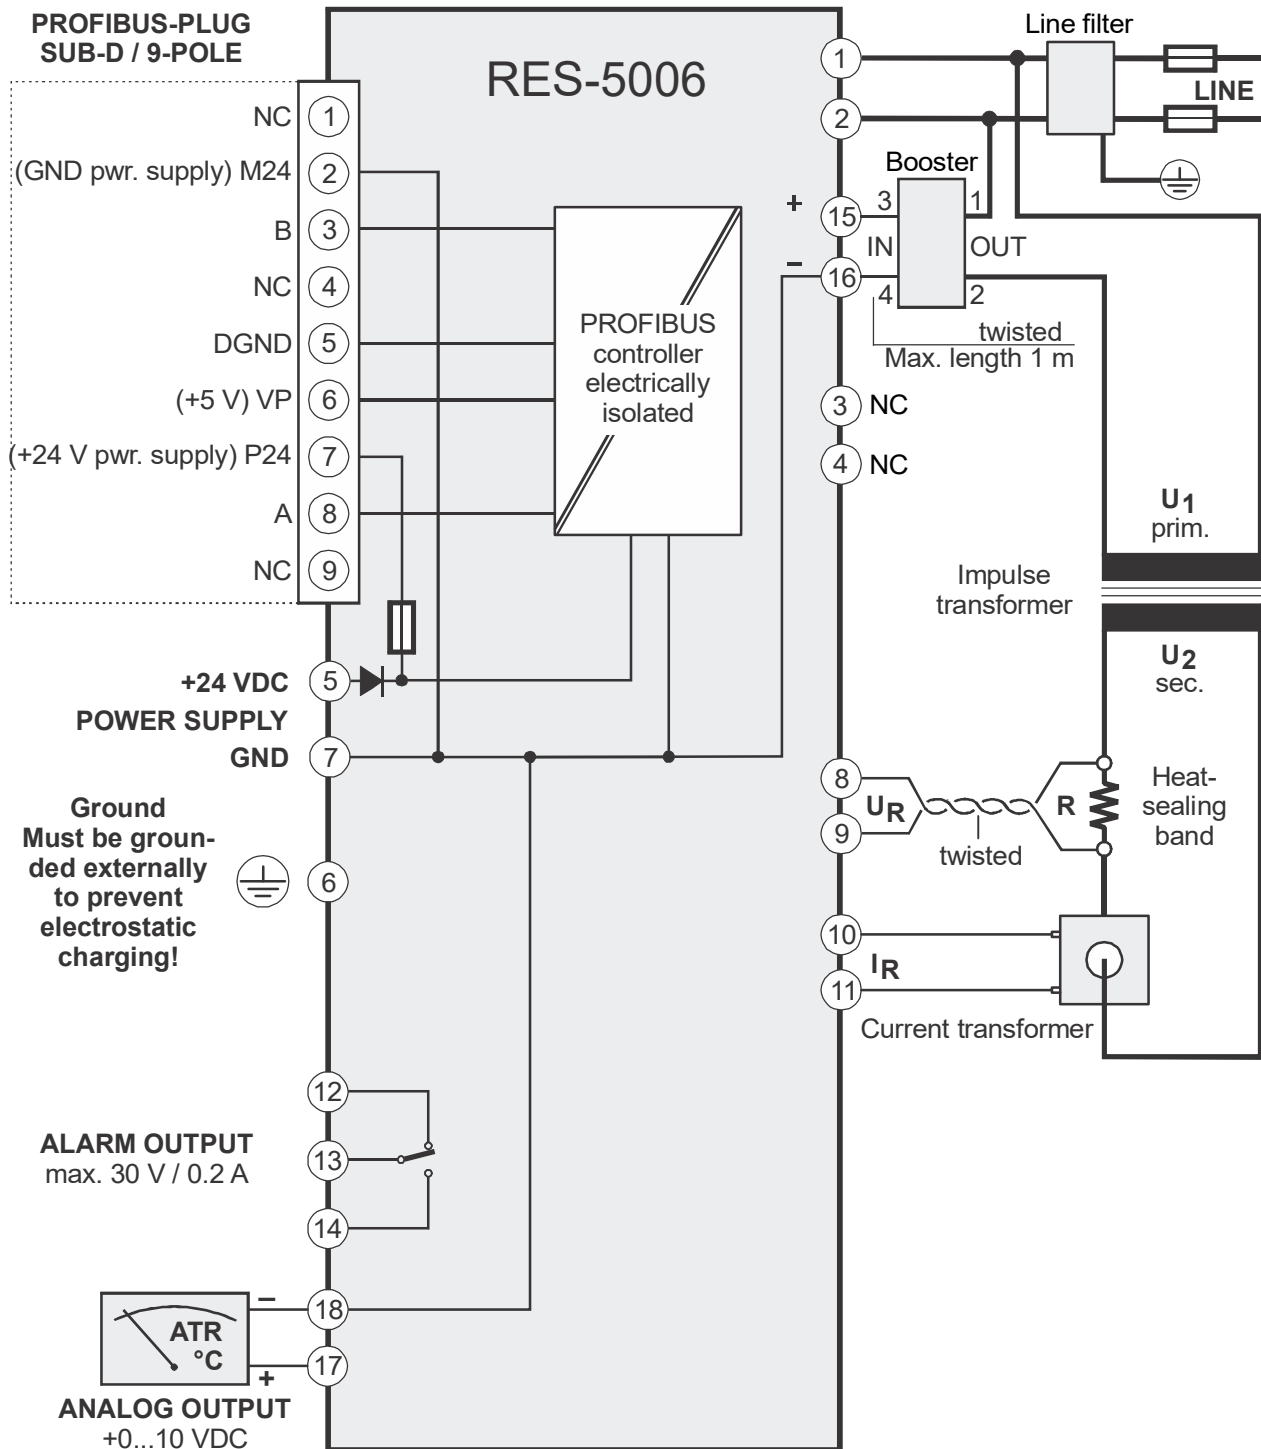 PROFIBUS-PLUG
SUB-D / 9-POLE
RES-5006
Line filter
LINE
1
2
NC 1
(GND pwr. supply) M24 2
B 3
NC 4
DGND 5
(+5 V) VP 6
(+24 V pwr. supply) P24 7
A 8
NC 9
PROFIBUS
controller
electrically
isolated
Booster
+ 15 3 1
IN OUT
– 16 4 2
twisted
Max. length 1 m
3 NC
4 NC
U1
prim.
Impulse
transformer
U2
sec.
+24 VDC 5
POWER SUPPLY
GND 7
Ground
Must be groun-
ded externally
to prevent
electrostatic
charging!
6
8
UR
9
twisted
R
Heat-
sealing
band
10
IR
11
Current transformer
12
ALARM OUTPUT
max. 30 V / 0.2 A
13
14
ATR
°C
– 18
+ 17
ANALOG OUTPUT
+0...10 VDC